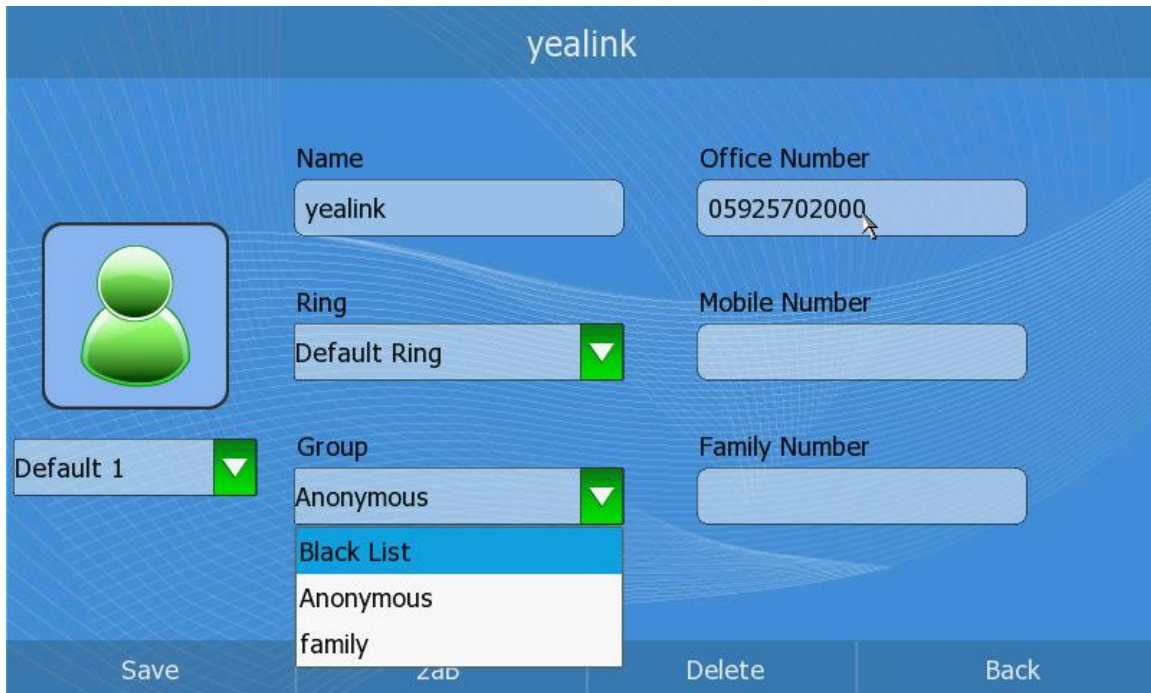 yealink
Name
yealink
Office Number
05925702000
Ring
Default Ring
Mobile Number
Default 1
Group
Anonymous
Family Number
Black List
Anonymous
family
Save
2ab
Delete
Back